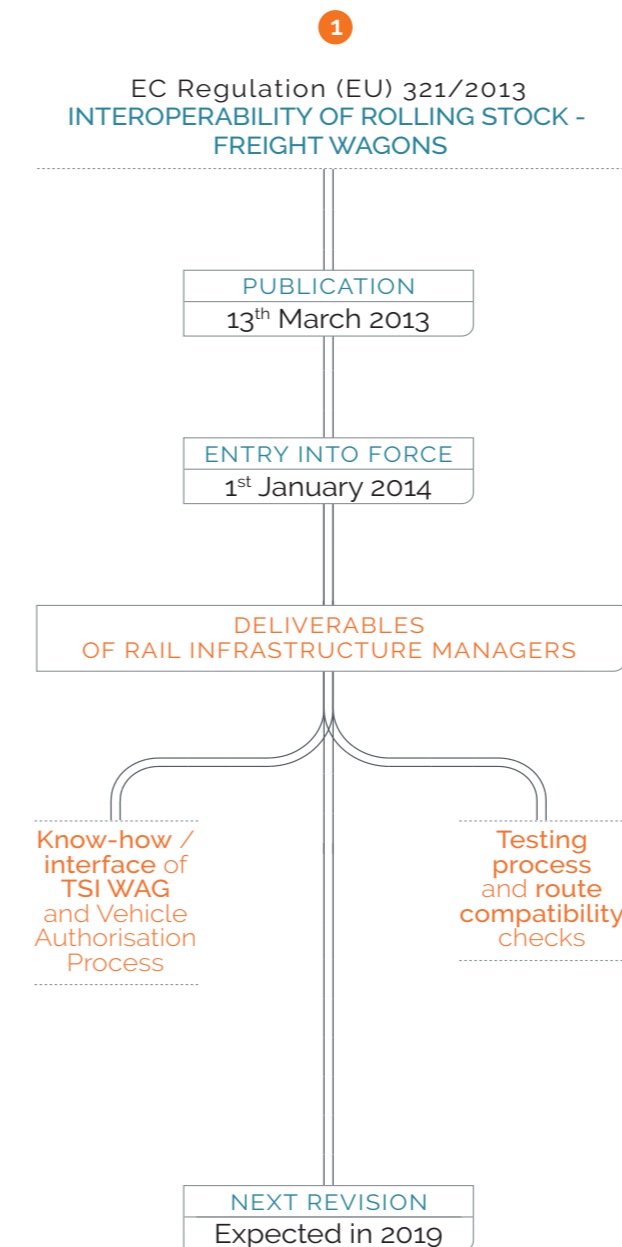 1
EC Regulation (EU) 321/2013
INTEROPERABILITY OF ROLLING STOCK -
FREIGHT WAGONS
PUBLICATION
13th March 2013
ENTRY INTO FORCE
1st January 2014
DELIVERABLES
OF RAIL INFRASTRUCTURE MANAGERS
Know-how /
interface of
TSI WAG
and Vehicle
Authorisation
Process
Testing
process
and route
compatibility
checks
NEXT REVISION
Expected in 2019